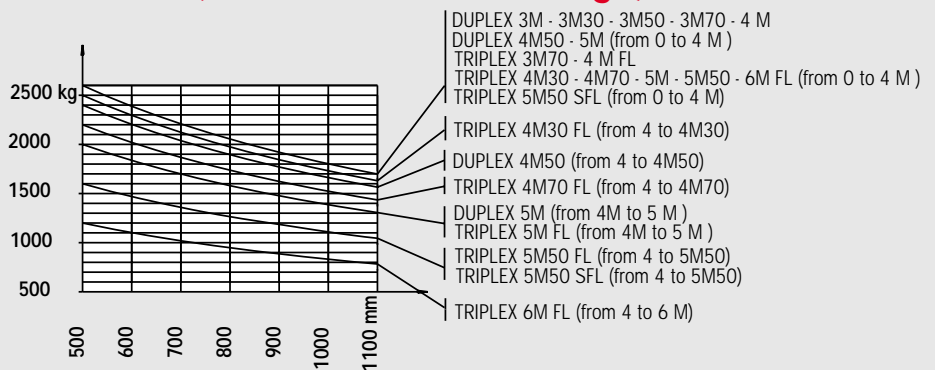 DUPLEX 3M - 3M30 - 3M50 - 3M70 - 4 M
DUPLEX 4M50 - 5M (from 0 to 4 M )
TRIPLEX 3M70 - 4 M FL
TRIPLEX 4M30 - 4M70 - 5M - 5M50 - 6M FL (from 0 to 4 M )
TRIPLEX 5M50 SFL (from 0 to 4 M)
TRIPLEX 4M30 FL (from 4 to 4M30)
DUPLEX 4M50 (from 4 to 4M50)
TRIPLEX 4M70 FL (from 4 to 4M70)
DUPLEX 5M (from 4M to 5 M )
TRIPLEX 5M FL (from 4M to 5 M )
TRIPLEX 5M50 FL (from 4 to 5M50)
TRIPLEX 5M50 SFL (from 4 to 5M50)
TRIPLEX 6M FL (from 4 to 6 M)
2500 kg
2000
1500
1000
500
500
600
700
800
900
1000
1100 mm